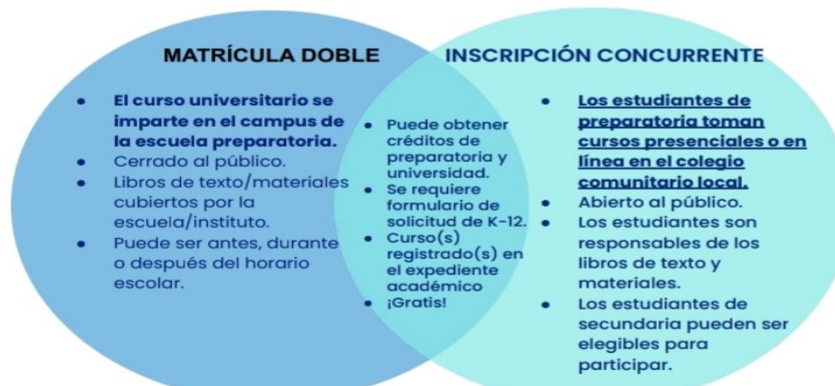 MATRÍCULA DOBLE
• El curso universitario se
imparte en el campus de
la escuela preparatoria.
• Cerrado al público.
• Libros de texto/materiales
cubiertos por la
escuela/instituto.
• Puede ser antes, durante
o después del horario
escolar.
• Puede obtener
créditos de
preparatoria y
universidad.
• Se requiere
formulario de
solicitud de K-12.
• Curso(s)
registrado(s) en
el expediente
académico
• ¡Gratis!
INSCRIPCIÓN CONCURRENTE
• Los estudiantes de
preparatoria toman
cursos presenciales o en
línea en el colegio
comunitario local.
• Abierto al público.
• Los estudiantes son
responsables de los
libros de texto y
materiales.
• Los estudiantes de
secundaria pueden ser
elegibles para
participar.